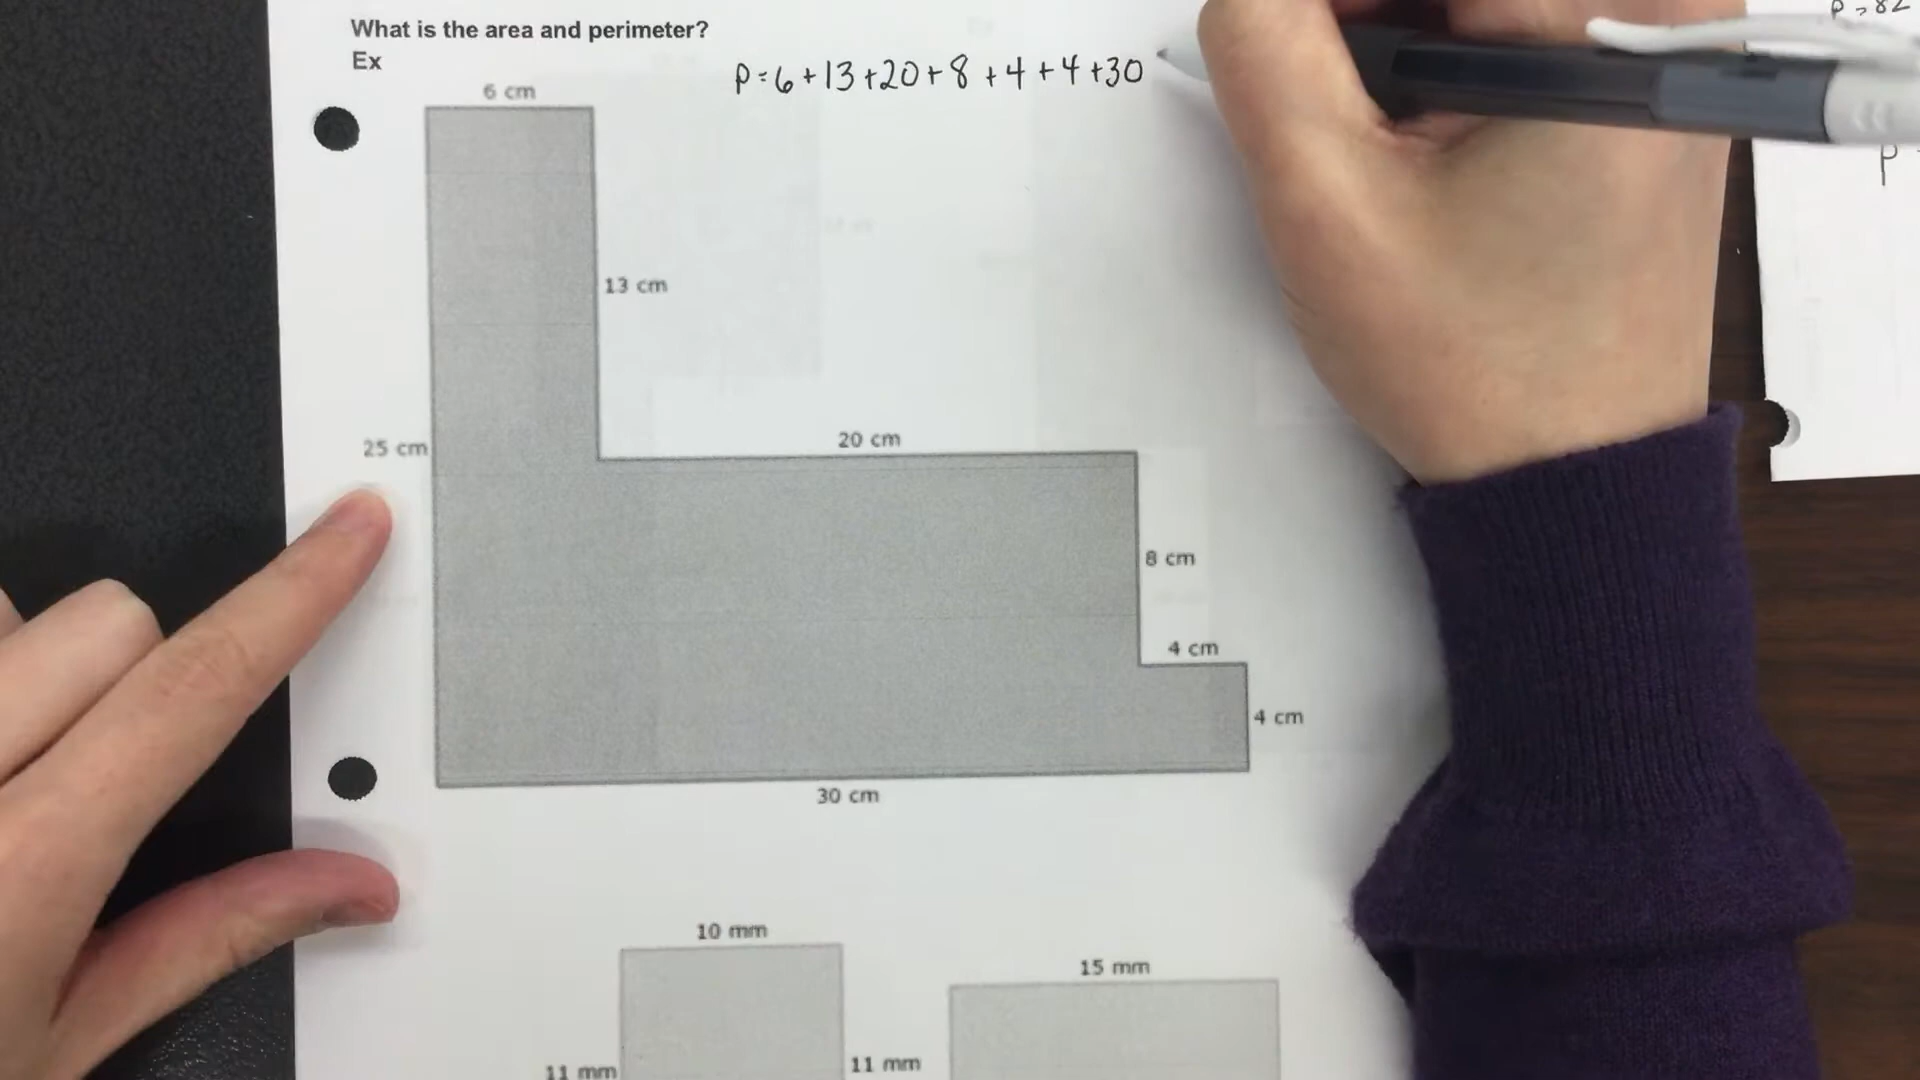 What is the area and perimeter?
Ex
P=6+13+20+8+4+4+30
6 cm
13 cm
25 cm
20 cm
8 cm
4 cm
4 cm
30 cm
10 mm
15 mm
11 mm
11 mm
P=82
P